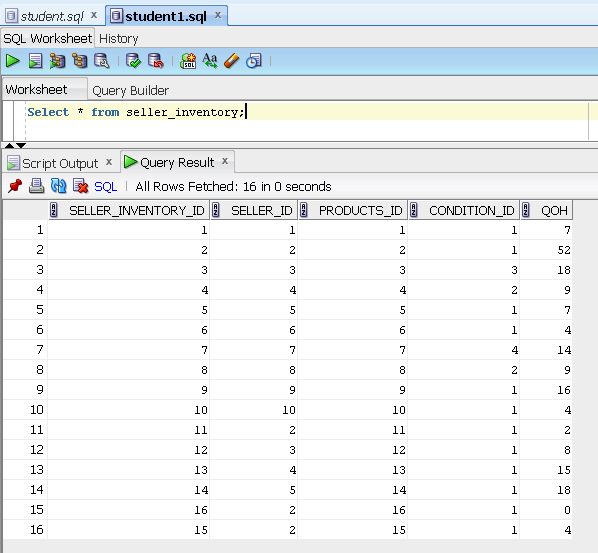 student.sql x student1.sql x
SQL Worksheet History
Worksheet Query Builder
Select * from seller_inventory;
Script Output x Query Result x
SQL | All Rows Fetched: 16 in 0 seconds
SELLER_INVENTORY_ID SELLER_ID PRODUCTS_ID CONDITION_ID QOH
1 1 1 1 1 7
2 2 2 2 1 52
3 3 3 3 3 18
4 4 4 4 2 9
5 5 5 5 1 7
6 6 6 6 1 4
7 7 7 7 4 14
8 8 8 8 2 9
9 9 9 9 1 16
10 10 10 10 1 4
11 11 2 11 1 2
12 12 3 12 1 8
13 13 4 13 1 15
14 14 5 14 1 18
15 16 2 16 1 0
16 15 2 15 1 4